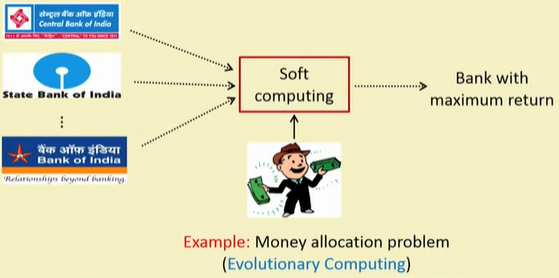 सेन्ट्रल बैंक ऑफ़ इंडिया
Central Bank of India
State Bank of India
बैंक ऑफ़ इंडिया
Bank of India
Relationships beyond banking.
Soft
computing
Bank with
maximum return
Example: Money allocation problem
(Evolutionary Computing)